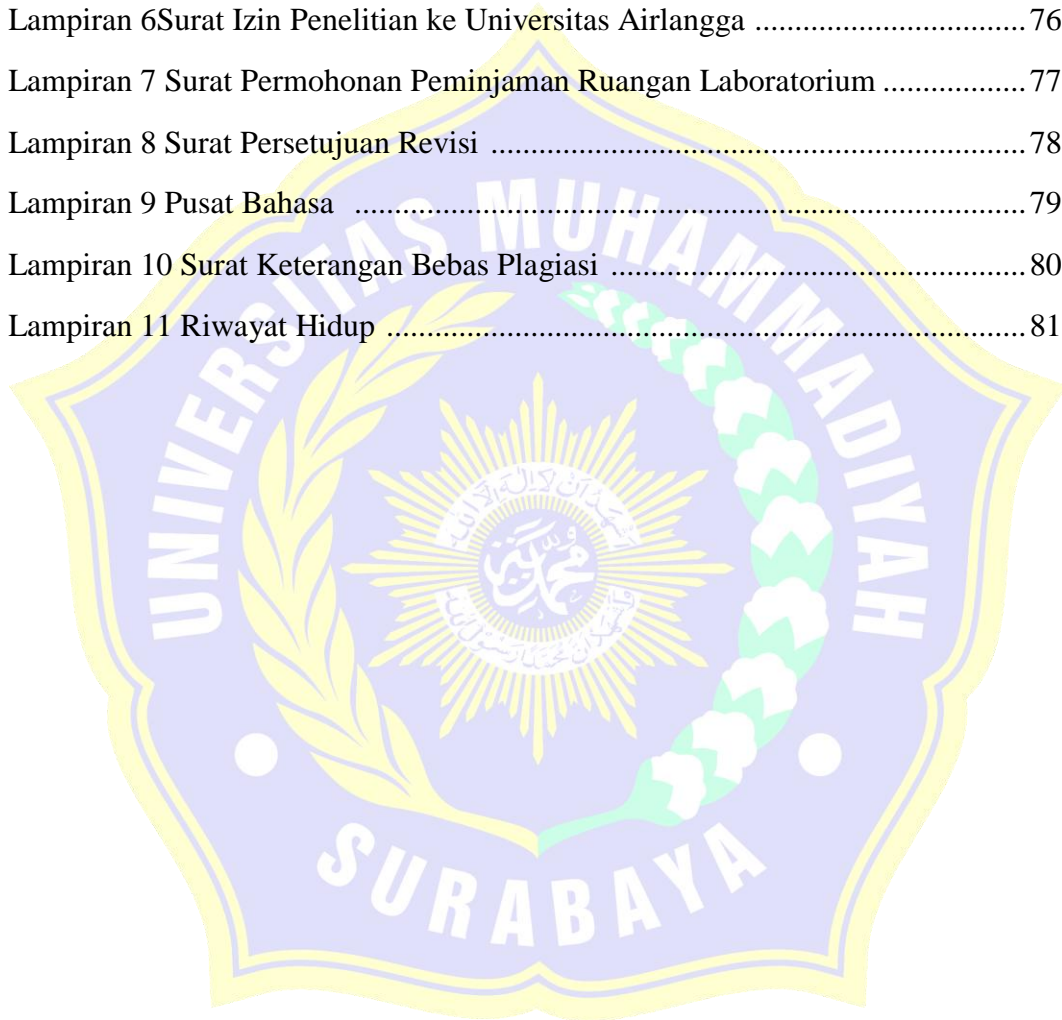 Lampiran 6Surat Izin Penelitian ke Universitas Airlangga .................................76
Lampiran 7 Surat Permohonan Peminjaman Ruangan Laboratorium .................77
Lampiran 8 Surat Persetujuan Revisi .................................................................78
Lampiran 9 Pusat Bahasa ..................................................................................79
Lampiran 10 Surat Keterangan Bebas Plagiasi ...................................................80
Lampiran 11 Riwayat Hidup ..............................................................................81
UNIVERSITAS MUHAMMADIYAH
محمد
SURABAYA